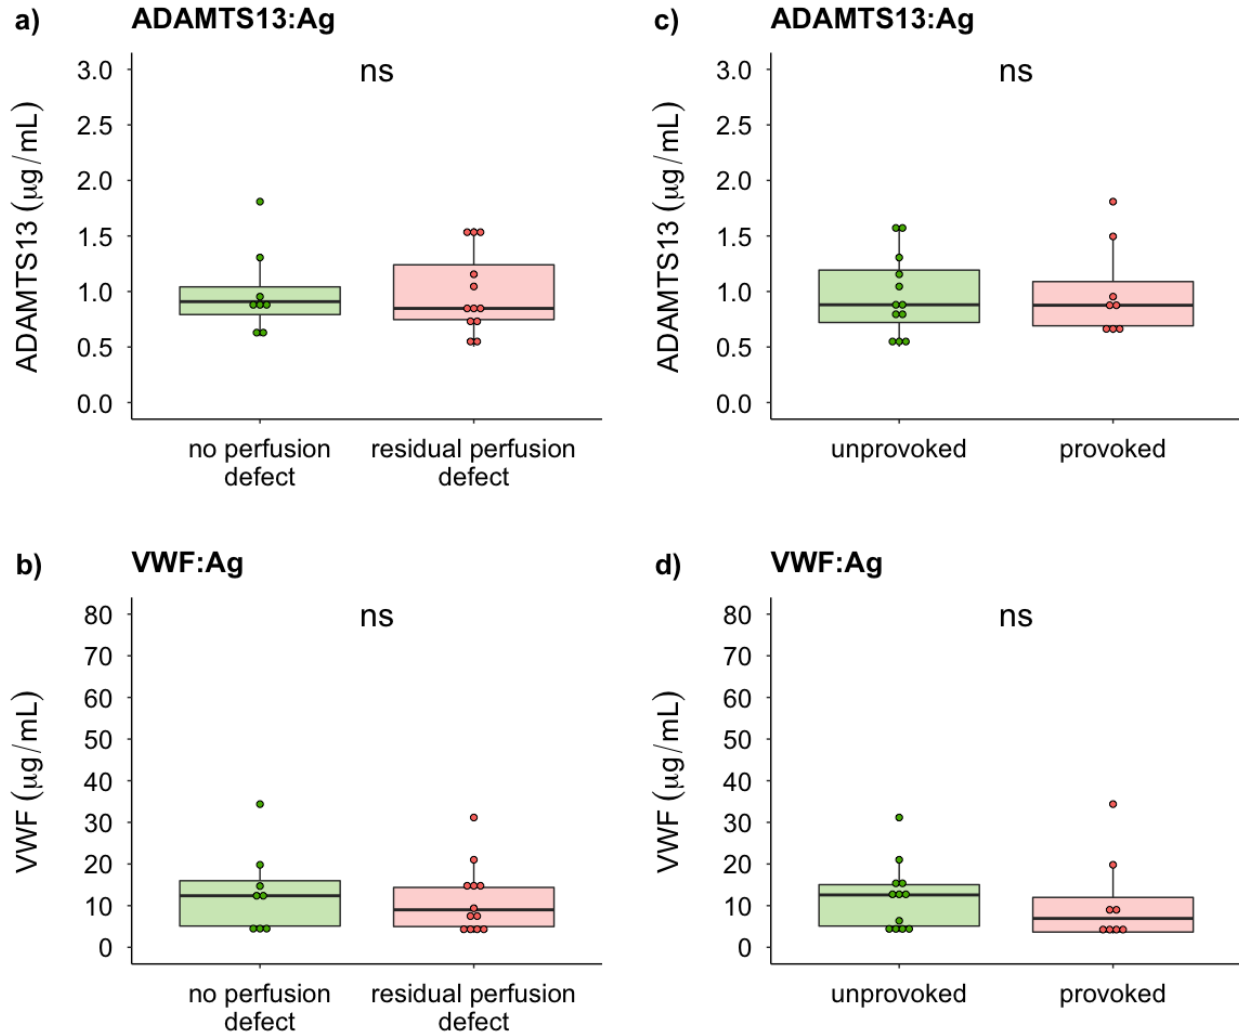 a) ADAMTS13:Ag
ns
ADAMTS13 (μg/mL)
3.0
2.5
2.0
1.5
1.0
0.5
0.0
no perfusion defect
residual perfusion defect
c) ADAMTS13:Ag
ns
ADAMTS13 (μg/mL)
3.0
2.5
2.0
1.5
1.0
0.5
0.0
unprovoked
provoked
b) VWF:Ag
ns
VWF (μg/mL)
80
70
60
50
40
30
20
10
0
no perfusion defect
residual perfusion defect
d) VWF:Ag
ns
VWF (μg/mL)
80
70
60
50
40
30
20
10
0
unprovoked
provoked